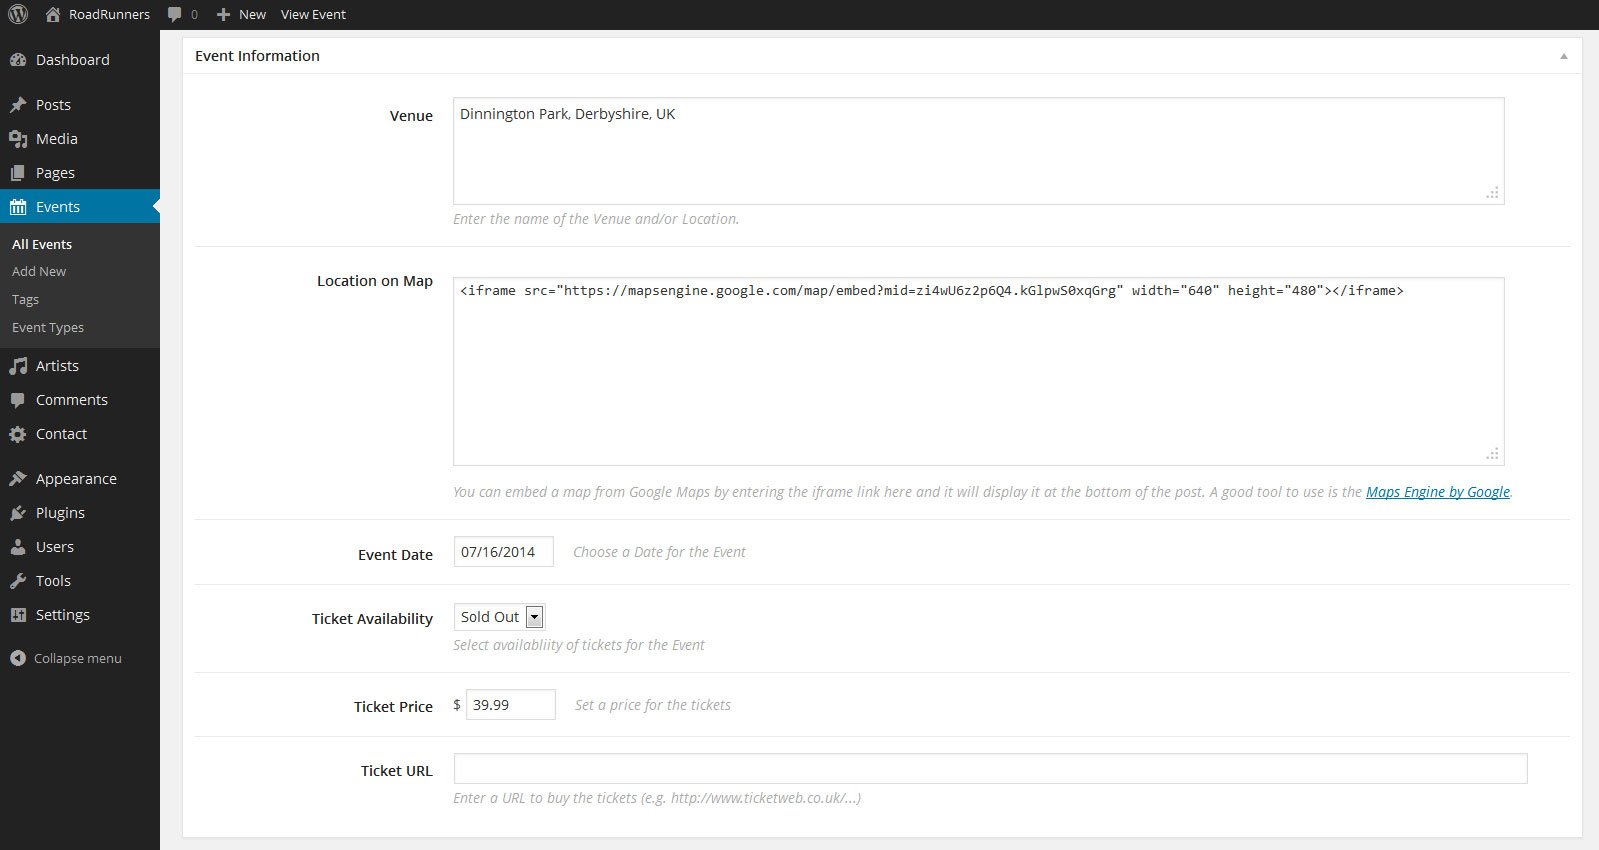 RoadRunners 0 New View Event
Dashboard
Posts
Media
Pages
Events
All Events
Add New
Tags
Event Types
Artists
Comments
Contact
Appearance
Plugins
Users
Tools
Settings
Collapse menu
Event Information
Venue
Dinnington Park, Derbyshire, UK
Enter the name of the Venue and/or Location.
Location on Map
<iframe src="https://mapsengine.google.com/map/embed?mid=zi4wU6z2p6Q4.kGlpwS0xqGrg" width="640" height="480"></iframe>
You can embed a map from Google Maps by entering the iframe link here and it will display it at the bottom of the post. A good tool to use is the Maps Engine by Google.
Event Date 07/16/2014 Choose a Date for the Event
Ticket Availability Sold Out
Select availabliity of tickets for the Event
Ticket Price $ 39.99 Set a price for the tickets
Ticket URL
Enter a URL to buy the tickets (e.g. http://www.ticketweb.co.uk/...)